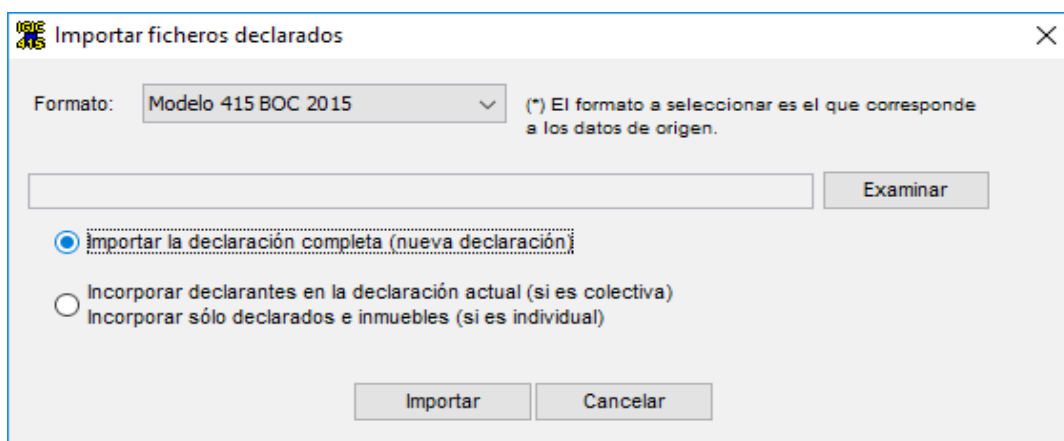 IGIC
415
Importar ficheros declarados
Formato:
Modelo 415 BOC 2015
(*) El formato a seleccionar es el que corresponde
a los datos de origen.
Examinar
Importar la declaración completa (nueva declaración)
Incorporar declarantes en la declaración actual (si es colectiva)
Incorporar sólo declarados e inmuebles (si es individual)
Importar
Cancelar